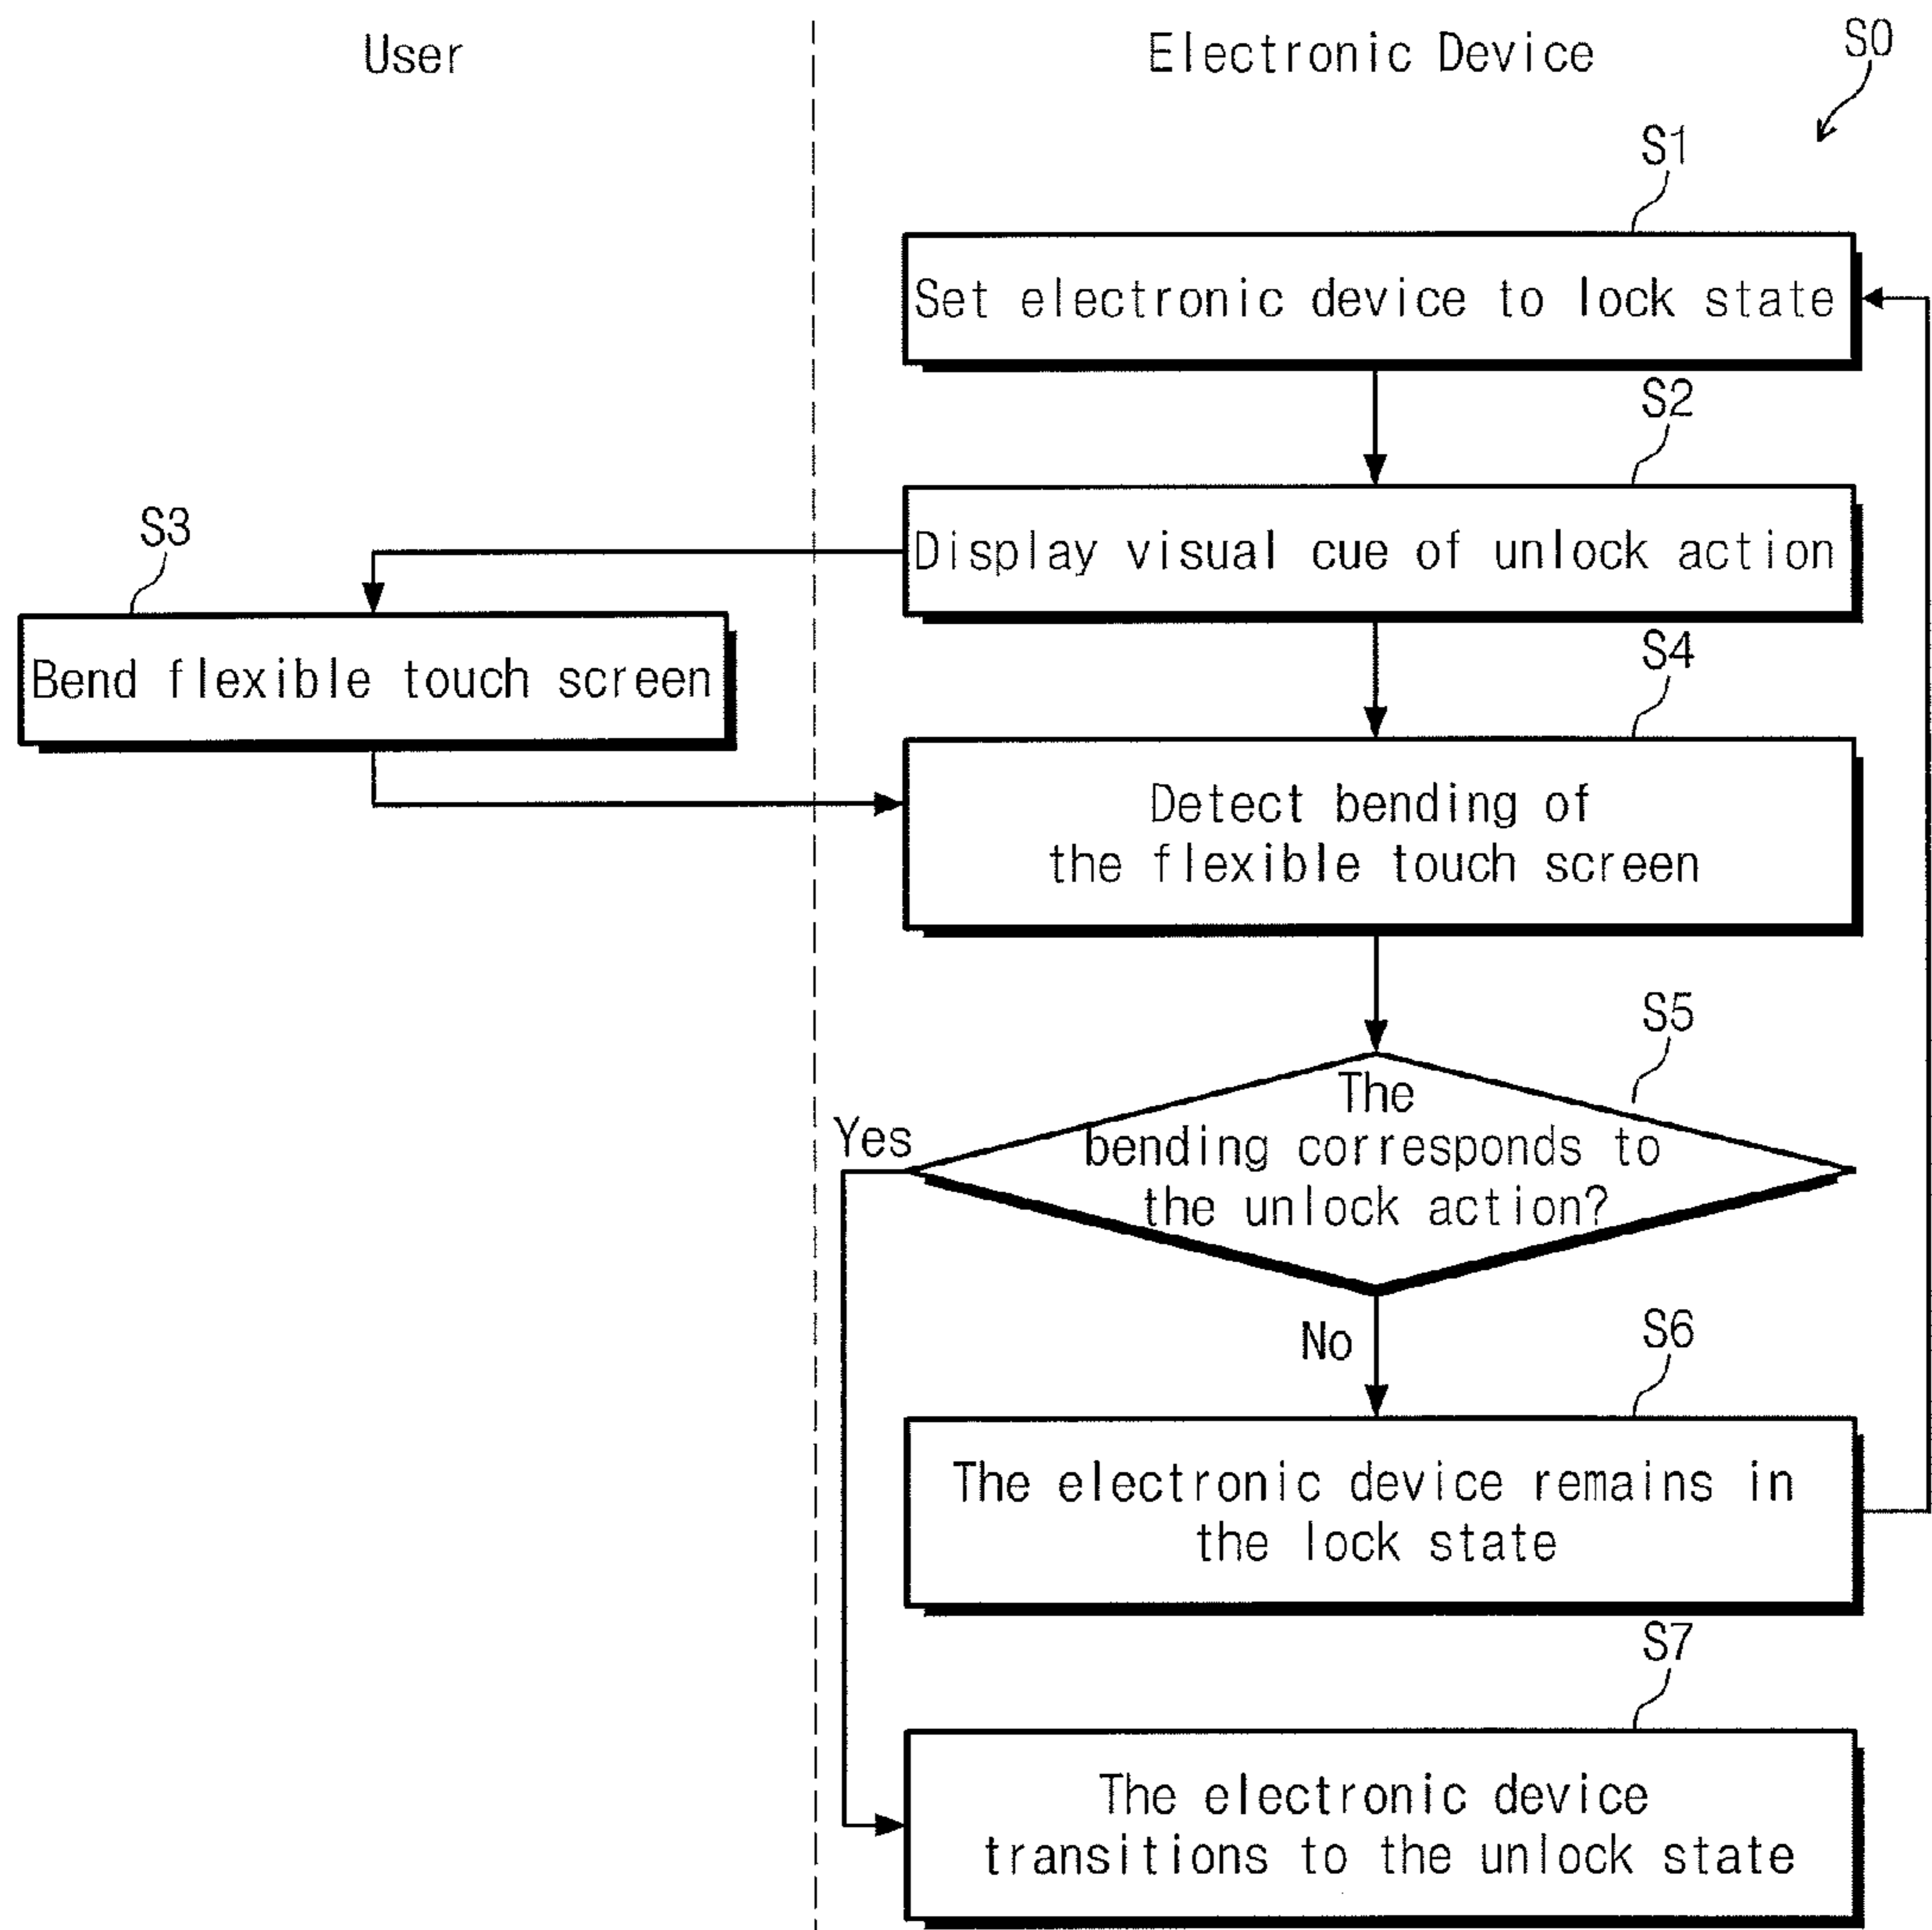 User
Electronic Device
S0
S1
Set electronic device to lock state
S2
Display visual cue of unlock action
S3
Bend flexible touch screen
S4
Detect bending of
the flexible touch screen
S5
The
bending corresponds to
the unlock action?
Yes
No
S6
The electronic device remains in
the lock state
S7
The electronic device
transitions to the unlock state